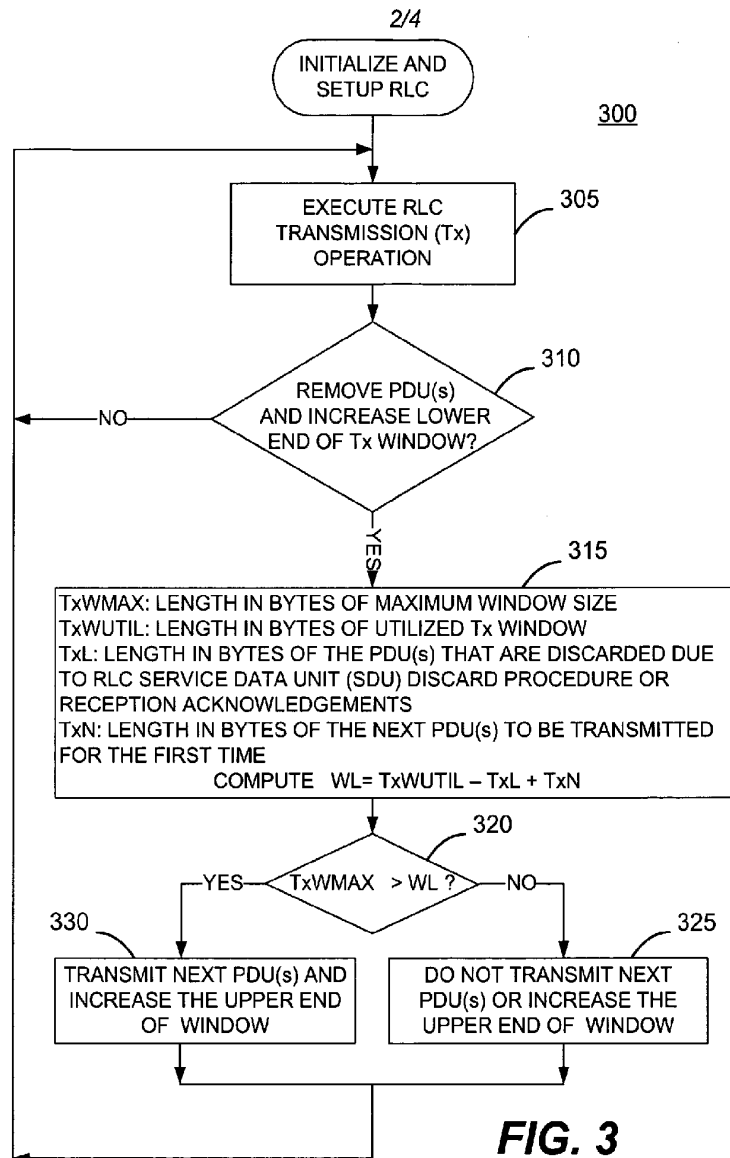 2/4
INITIALIZE AND
SETUP RLC
300
EXECUTE RLC
TRANSMISSION (Tx)
OPERATION
305
REMOVE PDU(s)
AND INCREASE LOWER
END OF Tx WINDOW?
310
NO
YES
315
TxWMAX: LENGTH IN BYTES OF MAXIMUM WINDOW SIZE
TxWUTIL: LENGTH IN BYTES OF UTILIZED Tx WINDOW
TxL: LENGTH IN BYTES OF THE PDU(s) THAT ARE DISCARDED DUE
TO RLC SERVICE DATA UNIT (SDU) DISCARD PROCEDURE OR
RECEPTION ACKNOWLEDGEMENTS
TxN: LENGTH IN BYTES OF THE NEXT PDU(s) TO BE TRANSMITTED
FOR THE FIRST TIME
COMPUTE WL= TxWUTIL – TxL + TxN
320
YES
TxWMAX > WL ?
NO
330
325
TRANSMIT NEXT PDU(s) AND
INCREASE THE UPPER END
OF WINDOW
DO NOT TRANSMIT NEXT
PDU(s) OR INCREASE THE
UPPER END OF WINDOW
FIG. 3